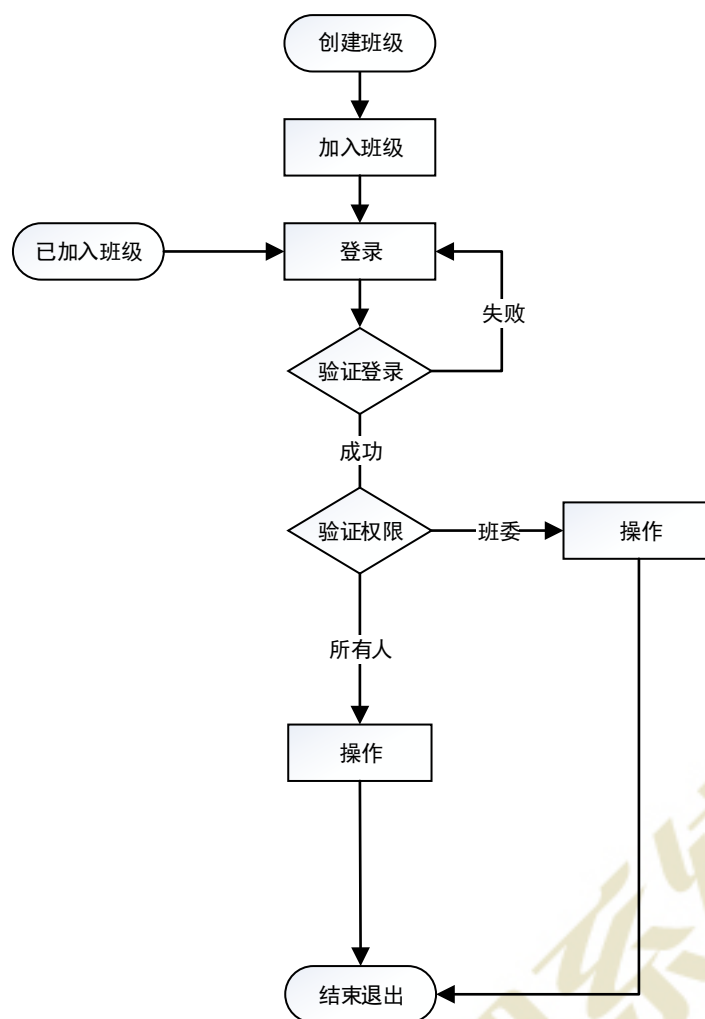 创建班级
加入班级
已加入班级
登录
失败
验证登录
成功
验证权限
班委
操作
所有人
操作
结束退出